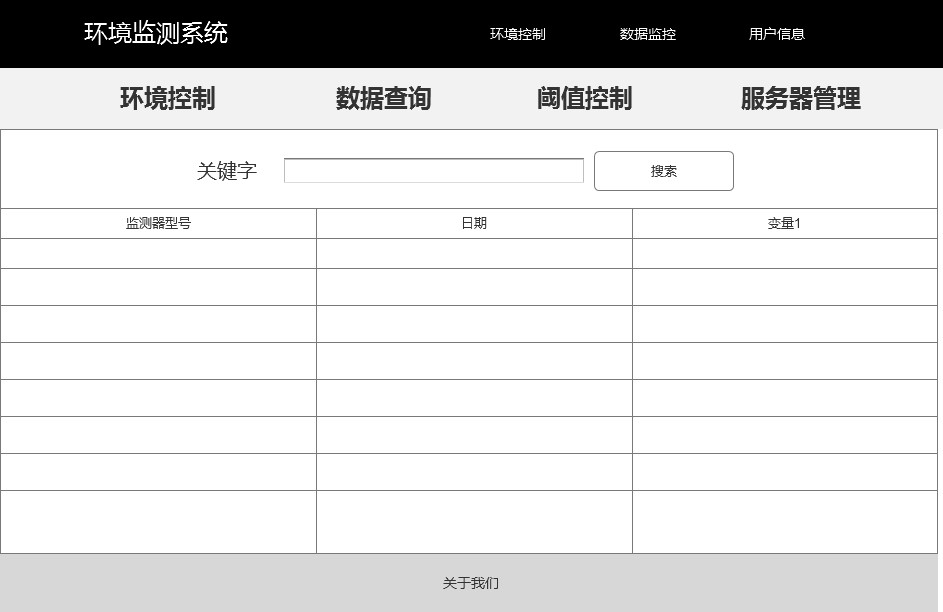 环境监测系统 环境控制 数据监控 用户信息
环境控制 数据查询 阈值控制 服务器管理
关键字 搜索
监测器型号 日期 变量1
关于我们